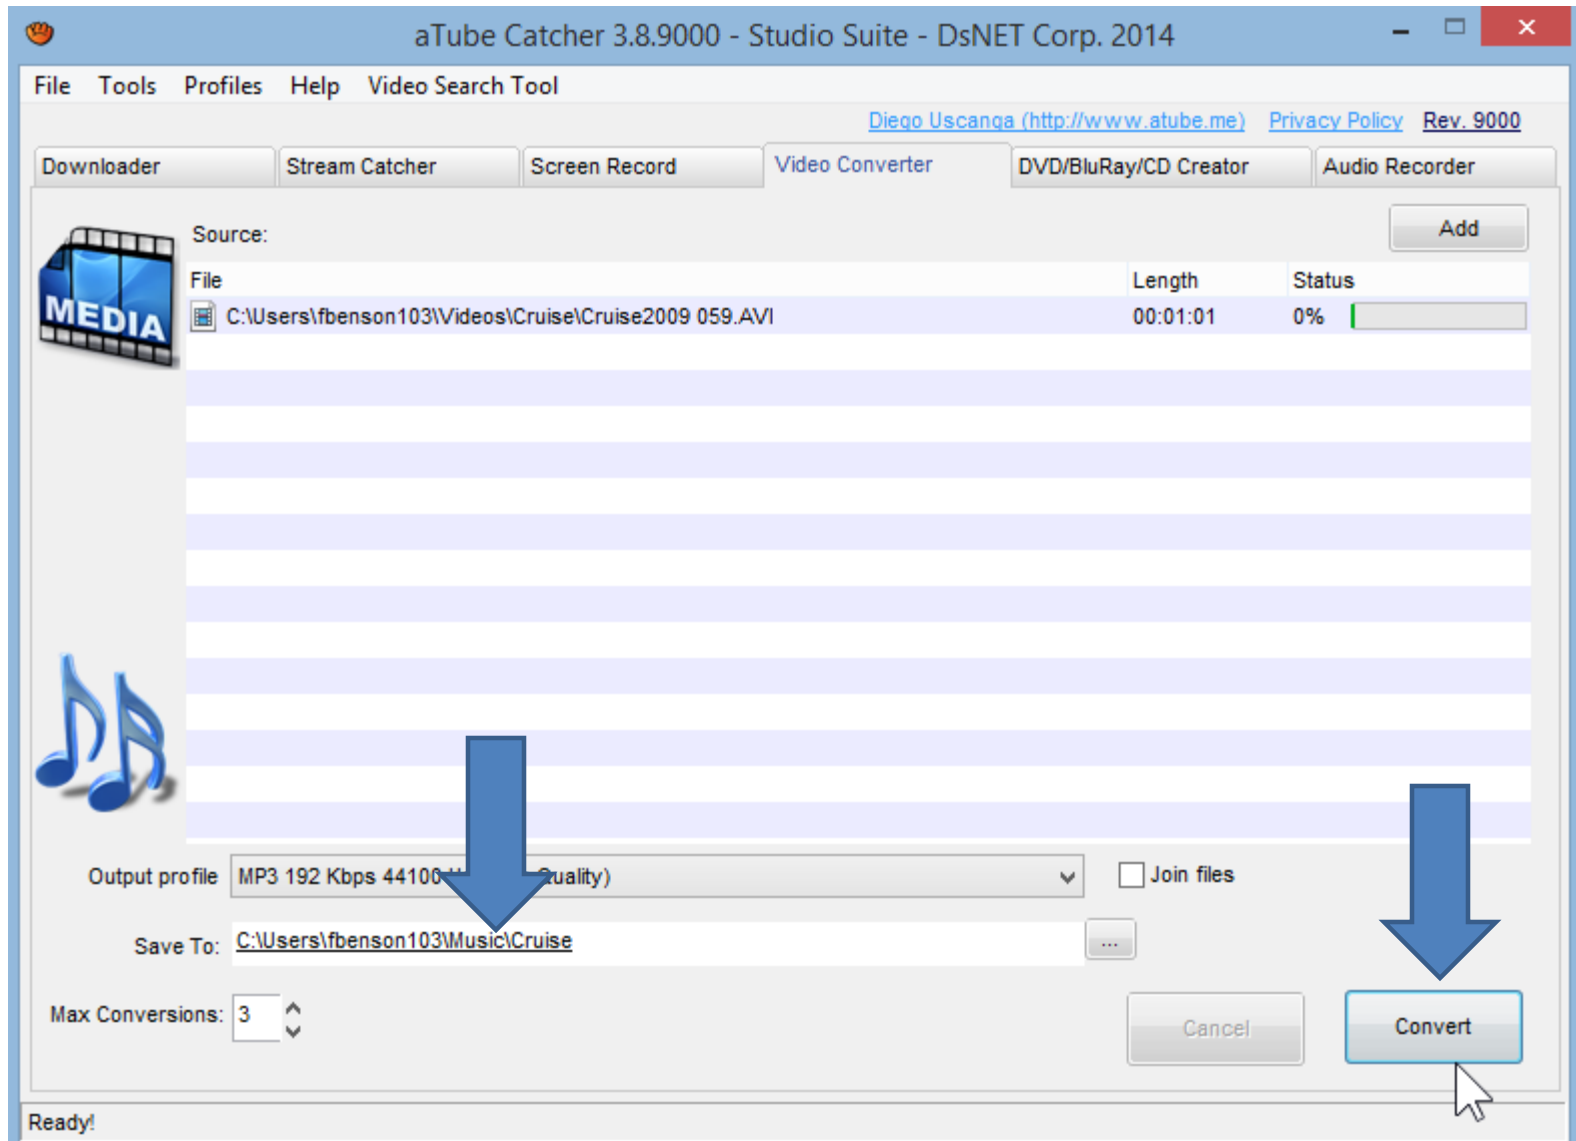 aTube Catcher 3.8.9000 - Studio Suite - DsNET Corp. 2014
File Tools Profiles Help Video Search Tool
Diego Uscanga (http://www.atube.me) Privacy Policy Rev. 9000
Downloader Stream Catcher Screen Record Video Converter DVD/BluRay/CD Creator Audio Recorder
Source: Add
File Length Status
MEDIA
C:\Users\fbenson103\Videos\Cruise\Cruise2009 059.AVI 00:01:01 0%
Output profile MP3 192 Kbps 44100 Quality) Join files
Save To: C:\Users\fbenson103\Music\Cruise ...
Max Conversions: 3
Cancel Convert
Ready!